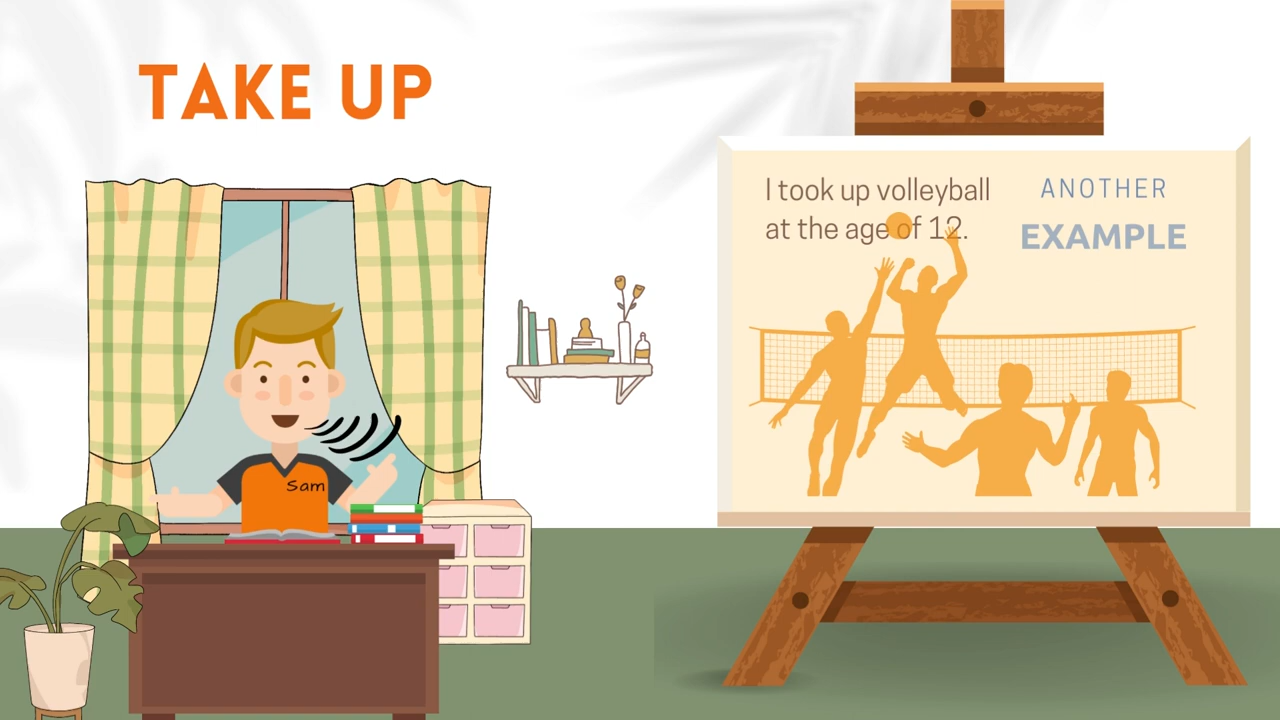 TAKE UP
Sam
I took up volleyball
at the age of 12.
ANOTHER
EXAMPLE